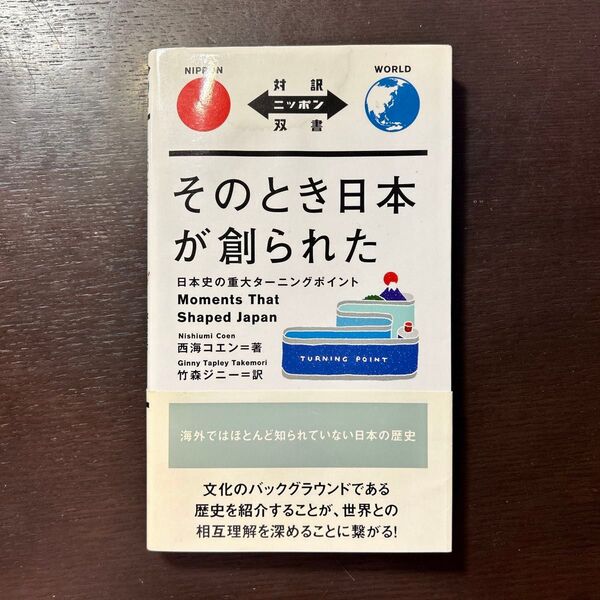 NIPPON
対訳
WORLD
ニッポン
双書
そのとき日本
が創られた
日本史の重大ターニングポイント
Moments That
Shaped Japan
Nishiumi Coen
西海コエン＝著
Ginny Tapley Takemori
竹森ジニー＝訳
TURNING POINT
海外ではほとんど知られていない日本の歴史
文化のバックグラウンドである
歴史を紹介することが、世界との
相互理解を深めることに繋がる!